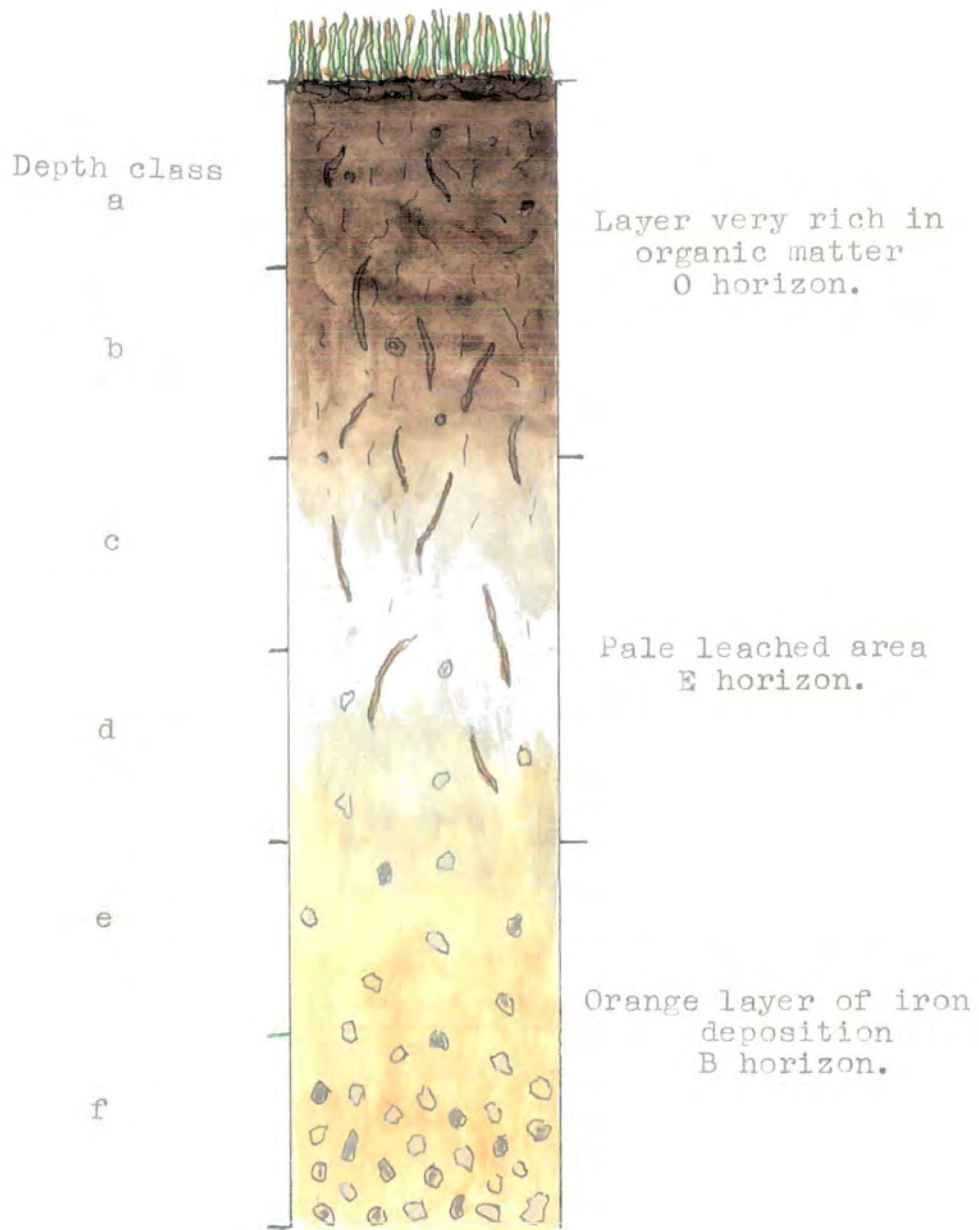 Depth class
a
b
c
d
e
f
Layer very rich in
organic matter
O horizon.
Pale leached area
E horizon.
Orange layer of iron
deposition
B horizon.